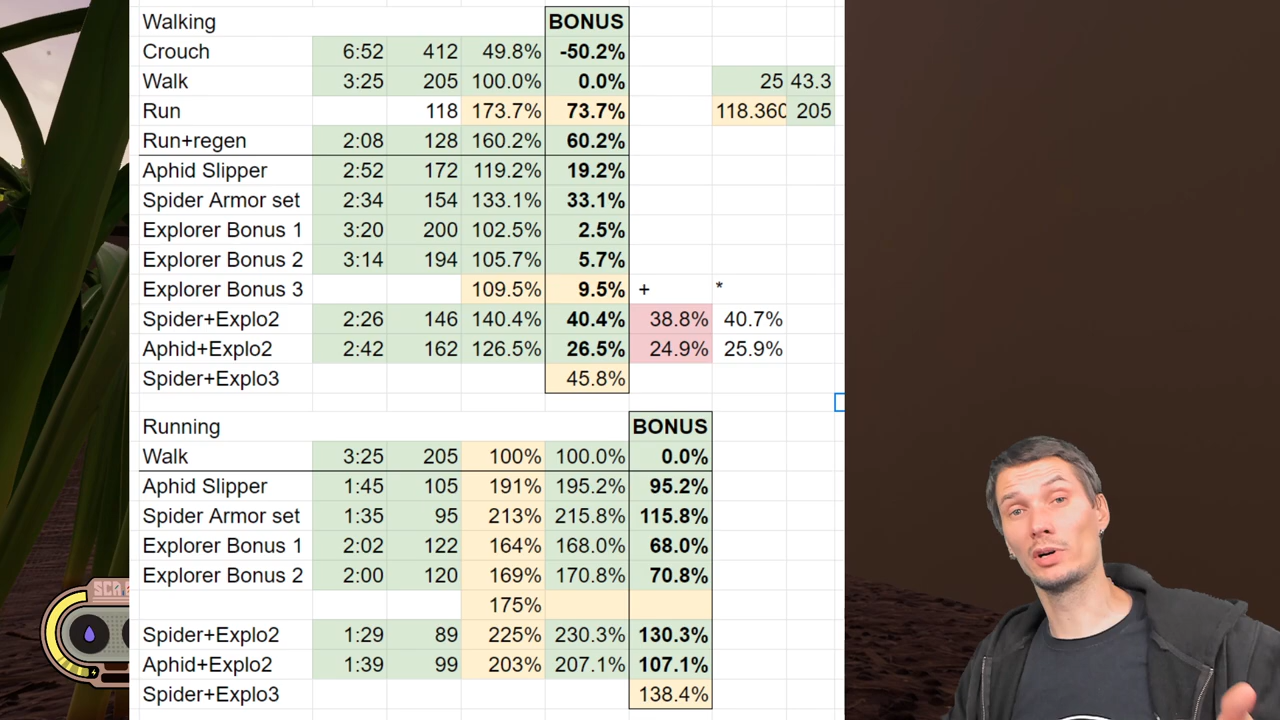 Walking BONUS
Crouch 6:52 412 49.8% -50.2%
Walk 3:25 205 100.0% 0.0% 25 43.3
Run 118 173.7% 73.7% 118.360 205
Run+regen 2:08 128 160.2% 60.2%
Aphid Slipper 2:52 172 119.2% 19.2%
Spider Armor set 2:34 154 133.1% 33.1%
Explorer Bonus 1 3:20 200 102.5% 2.5%
Explorer Bonus 2 3:14 194 105.7% 5.7%
Explorer Bonus 3 109.5% 9.5% + *
Spider+Explo2 2:26 146 140.4% 40.4% 38.8% 40.7%
Aphid+Explo2 2:42 162 126.5% 26.5% 24.9% 25.9%
Spider+Explo3 45.8%
Running BONUS
Walk 3:25 205 100% 100.0% 0.0%
Aphid Slipper 1:45 105 191% 195.2% 95.2%
Spider Armor set 1:35 95 213% 215.8% 115.8%
Explorer Bonus 1 2:02 122 164% 168.0% 68.0%
Explorer Bonus 2 2:00 120 169% 170.8% 70.8%
175%
Spider+Explo2 1:29 89 225% 230.3% 130.3%
Aphid+Explo2 1:39 99 203% 207.1% 107.1%
Spider+Explo3 138.4%